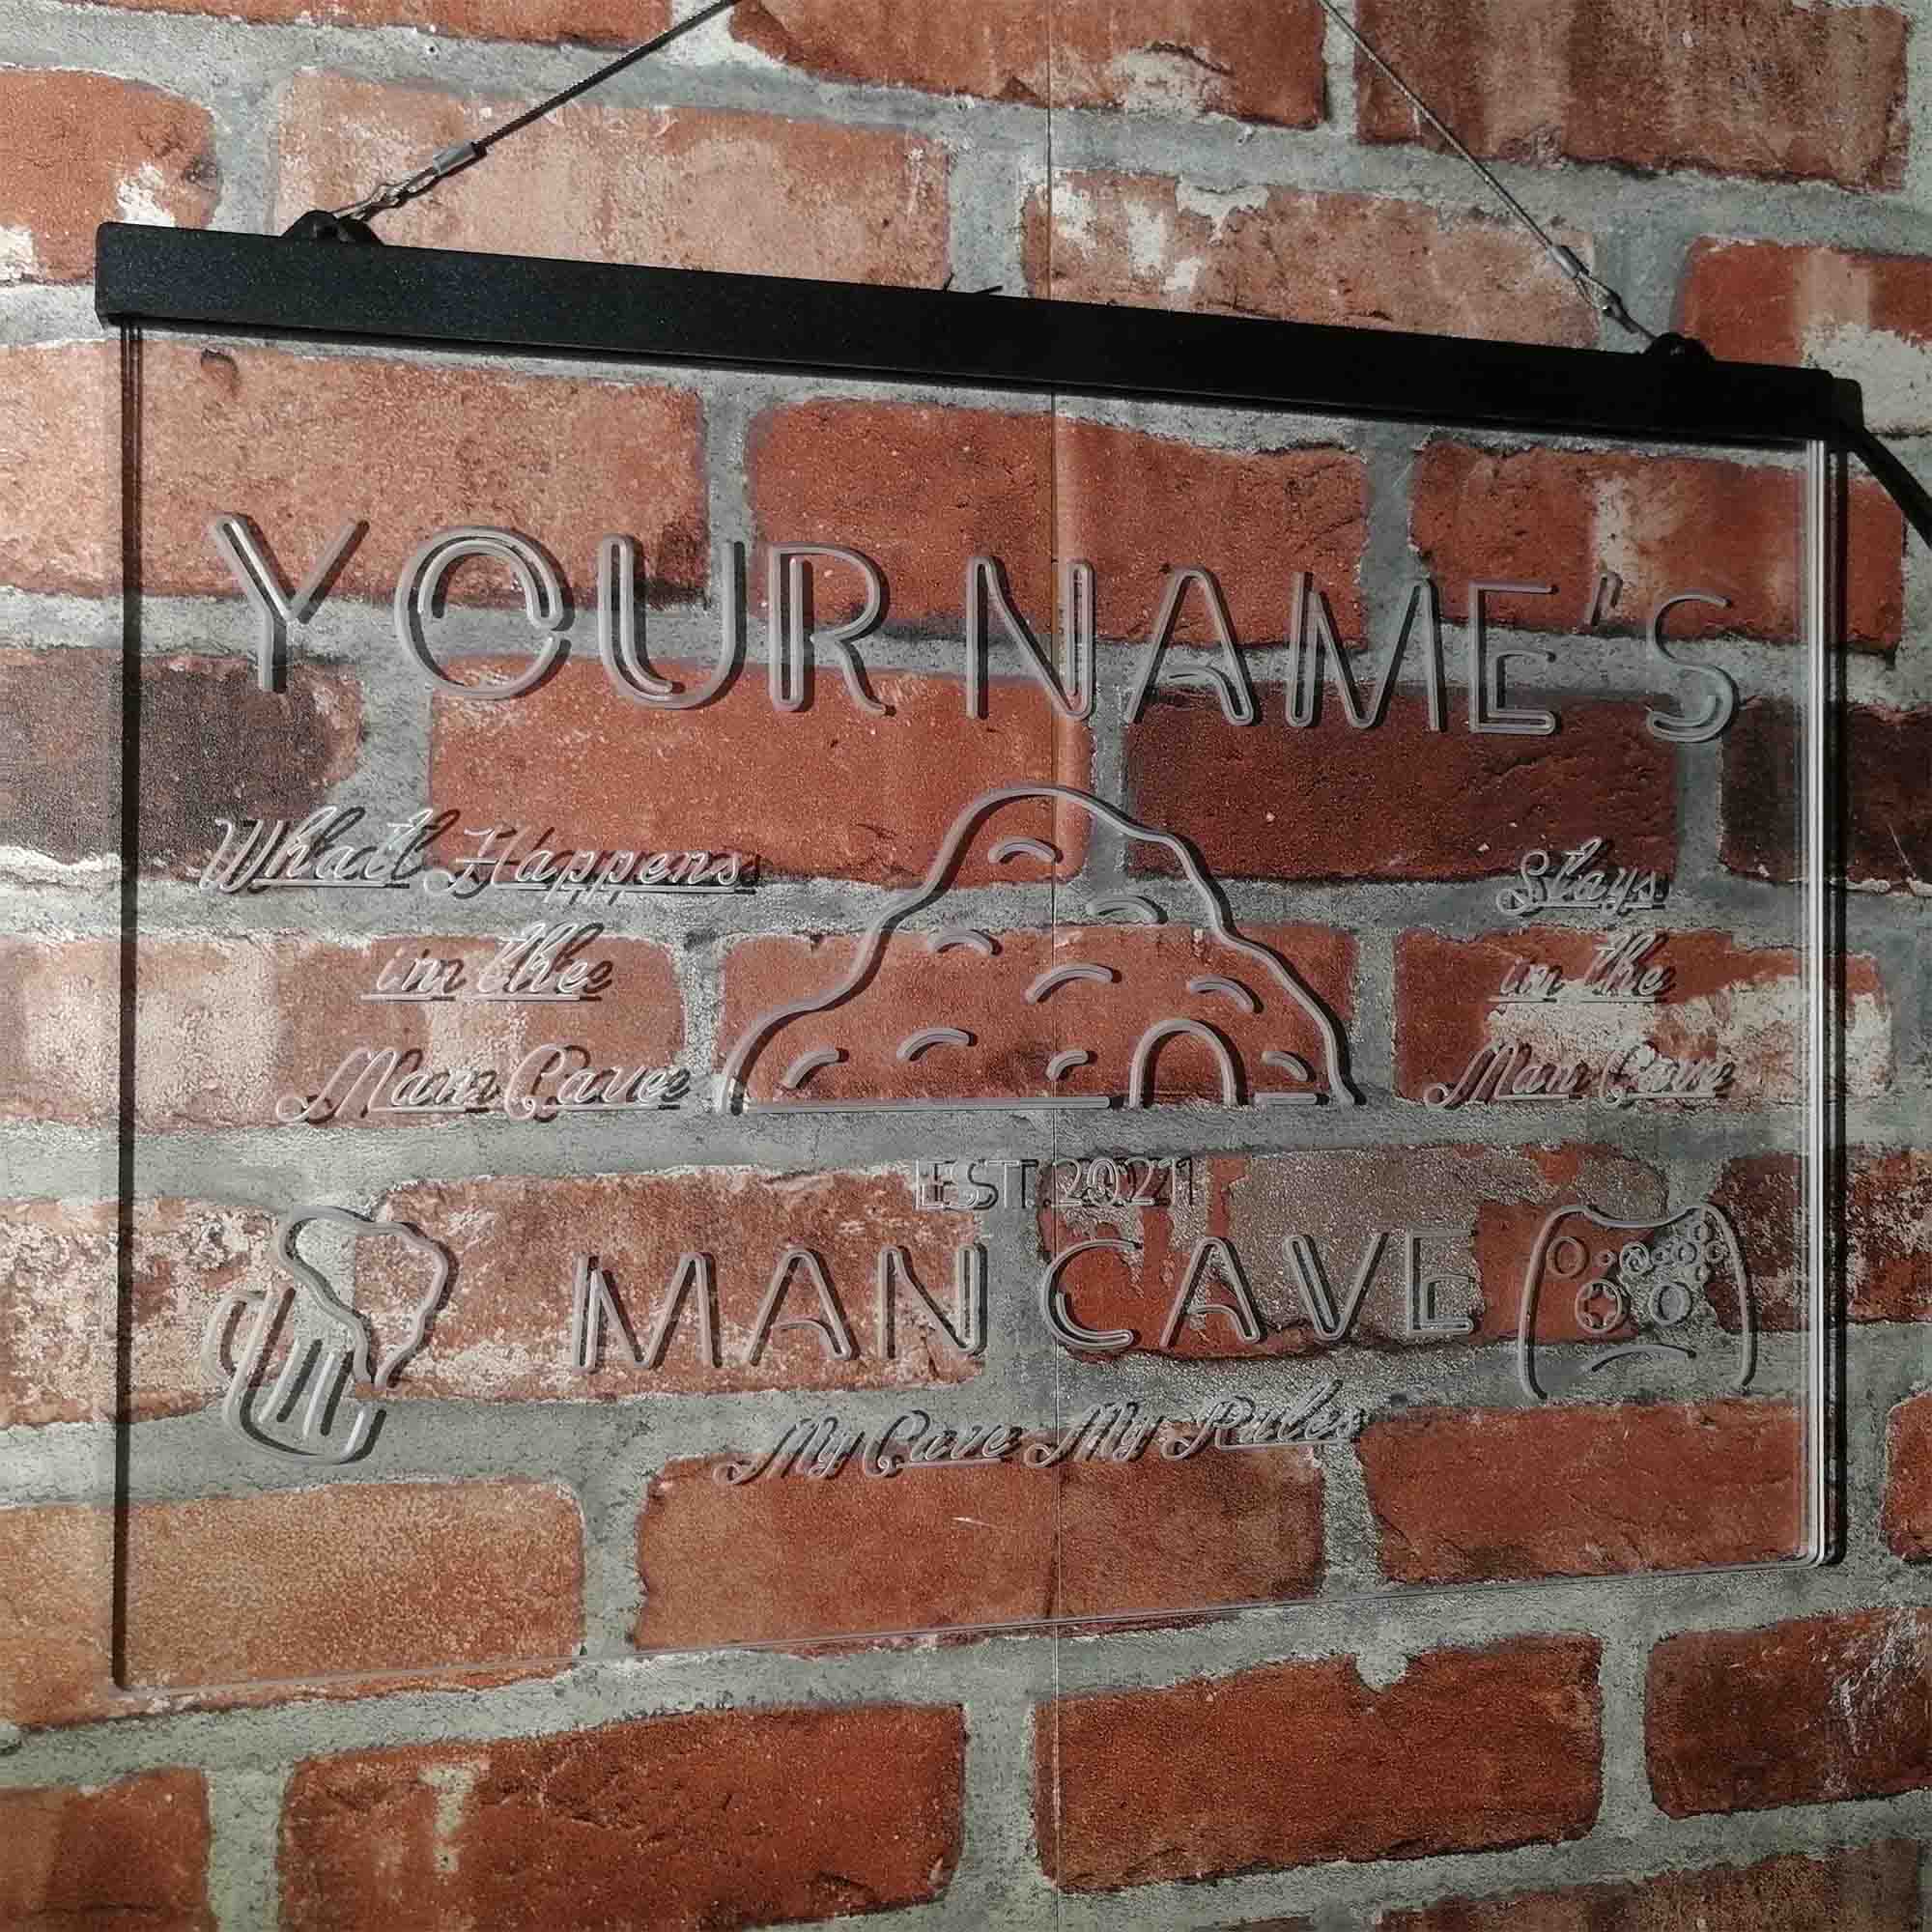 YOUR NAME'S
What Happens
in the
Man Cave
Stays
in the
Man Cave
EST. 2021
MAN CAVE
My Cave My Rules